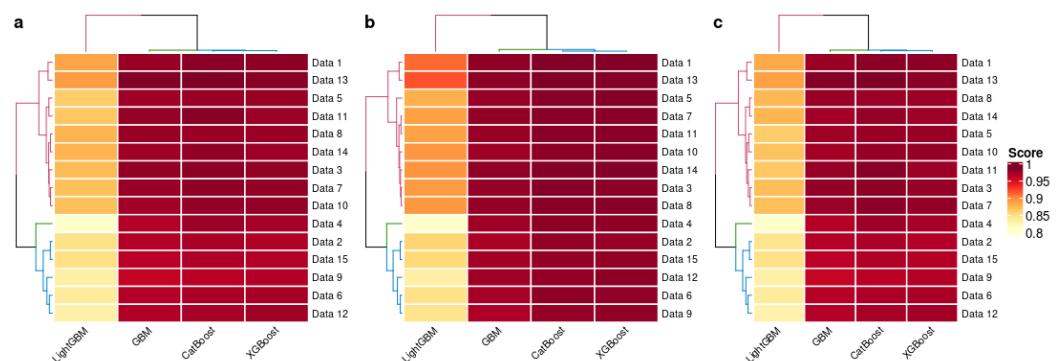 a
Data 1
Data 13
Data 5
Data 11
Data 8
Data 14
Data 3
Data 7
Data 10
Data 4
Data 2
Data 15
Data 9
Data 6
Data 12
LightGBM
GBM
CatBoost
XGBoost
b
Data 1
Data 13
Data 5
Data 7
Data 11
Data 10
Data 14
Data 3
Data 8
Data 4
Data 2
Data 15
Data 12
Data 6
Data 9
LightGBM
GBM
CatBoost
XGBoost
c
Data 1
Data 13
Data 8
Data 14
Data 5
Data 10
Data 11
Data 3
Data 7
Data 4
Data 2
Data 15
Data 9
Data 6
Data 12
LightGBM
GBM
CatBoost
XGBoost
Score
1
0.95
0.9
0.85
0.8